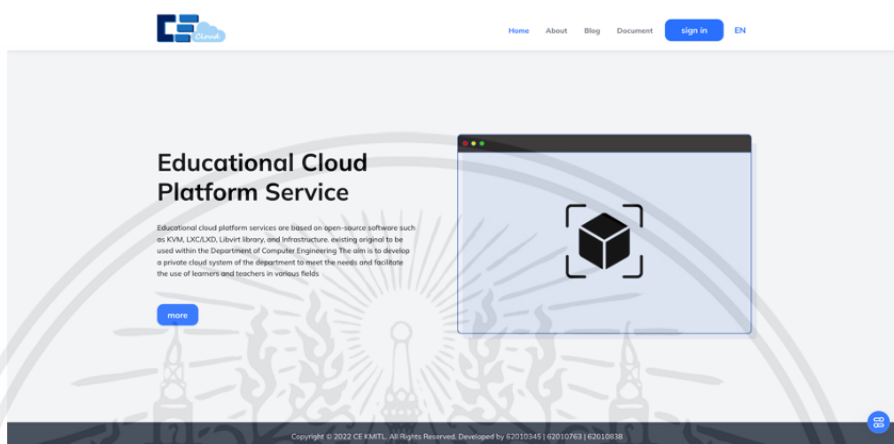 CE
Cloud
Home About Blog Document sign in EN
Educational Cloud
Platform Service
Educational cloud platform services are based on open-source software such
as KVM, LXC/LXD, Libvirt library, and Infrastructure. existing original to be
used within the Department of Computer Engineering The aim is to develop
a private cloud system of the department to meet the needs and facilitate
the use of learners and teachers in various fields
more
Copyright © 2022 CE KMITL. All Rights Reserved. Developed by 62010345 | 62010763 | 62010838